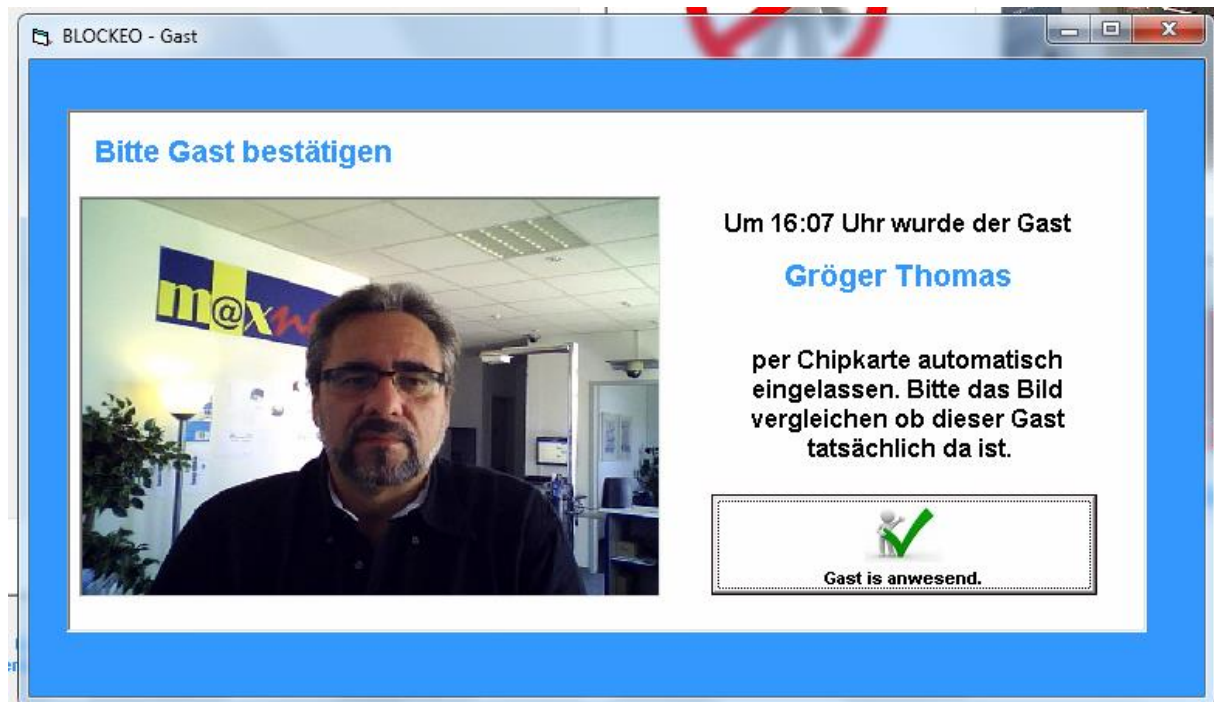 BLOCKEO - Gast
Bitte Gast bestätigen
m@xne
Um 16:07 Uhr wurde der Gast
Gröger Thomas
per Chipkarte automatisch
eingelassen. Bitte das Bild
vergleichen ob dieser Gast
tatsächlich da ist.
Gast is anwesend.